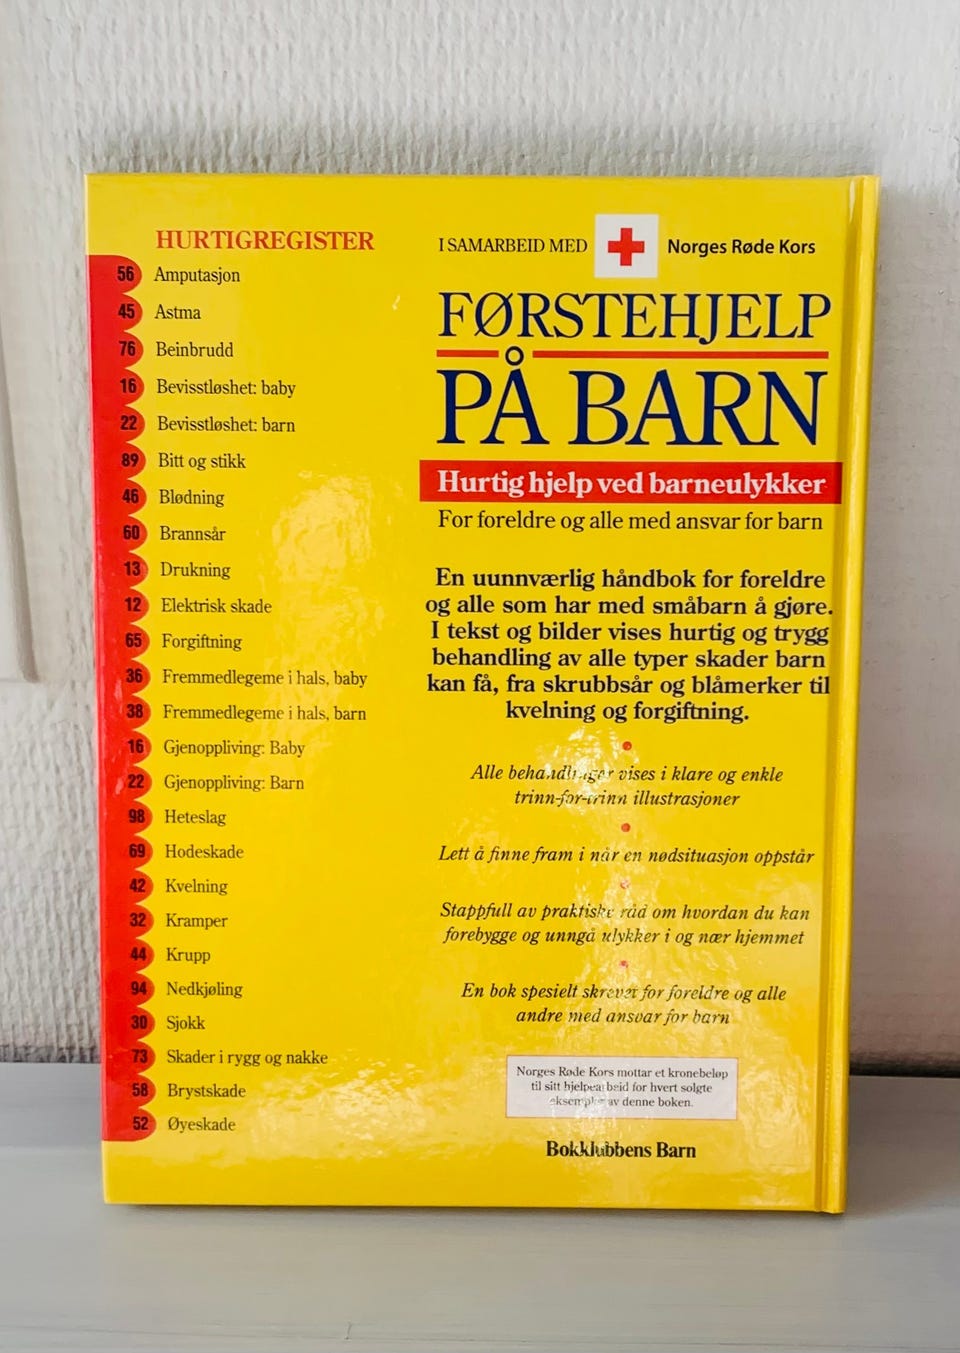 HURTIGREGISTER
56 Amputasjon
45 Astma
76 Beinbrudd
16 Bevisstløshet: baby
22 Bevisstløshet: barn
89 Bitt og stikk
46 Blødning
60 Brannsår
13 Drukning
12 Elektrisk skade
65 Forgiftning
36 Fremmedlegeme i hals, baby
38 Fremmedlegeme i hals, barn
16 Gjenoppliving: Baby
22 Gjenoppliving: Barn
98 Heteslag
69 Hodeskade
42 Kvelning
32 Kramper
44 Krupp
94 Nedkjøling
30 Sjokk
73 Skader i rygg og nakke
58 Brystskade
52 Øyeskade
I SAMARBEID MED Norges Røde Kors
FØRSTEHJELP
PÅ BARN
Hurtig hjelp ved barneulykker
For foreldre og alle med ansvar for barn
En uunnværlig håndbok for foreldre
og alle som har med småbarn å gjøre.
I tekst og bilder vises hurtig og trygg
behandling av alle typer skader barn
kan få, fra skrubbsår og blåmerker til
kvelning og forgiftning.
Alle behandlinger vises i klare og enkle
trinn-for-trinn illustrasjoner
Lett å finne fram i når en nødsituasjon oppstår
Stappfull av praktiske råd om hvordan du kan
forebygge og unngå ulykker i og nær hjemmet
En bok spesielt skrevet for foreldre og alle
andre med ansvar for barn
Norges Røde Kors mottar et kronebeløp
til sitt hjelpearbeid for hvert solgte
eksemplar av denne boken.
Bokklubbens Barn